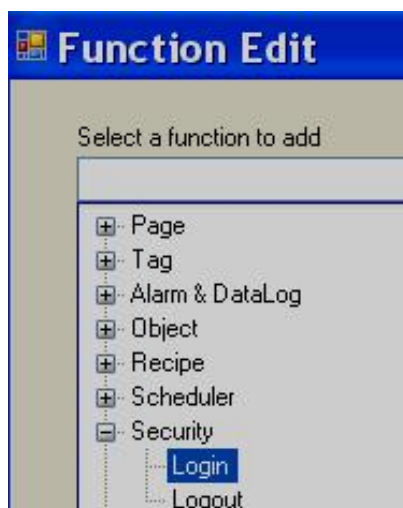 Function Edit
Select a function to add
Page
Tag
Alarm & DataLog
Object
Recipe
Scheduler
Security
Login
Logout